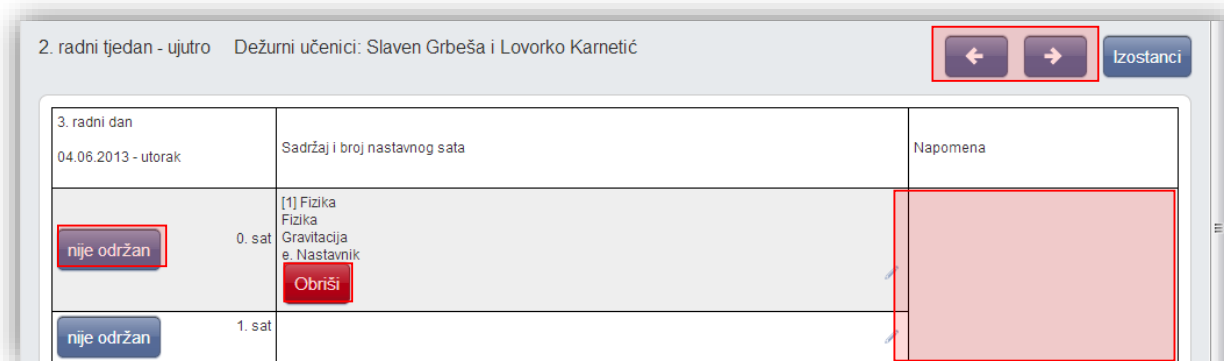 2. radni tjedan - ujutro Dežurni učenici: Slaven Grbeša i Lovorko Karnetić
Izostanci
3. radni dan
04.06.2013 - utorak
Sadržaj i broj nastavnog sata
Napomena
nije održan
0. sat
[1] Fizika
Fizika
Gravitacija
e. Nastavnik
Obriši
nije održan
1. sat